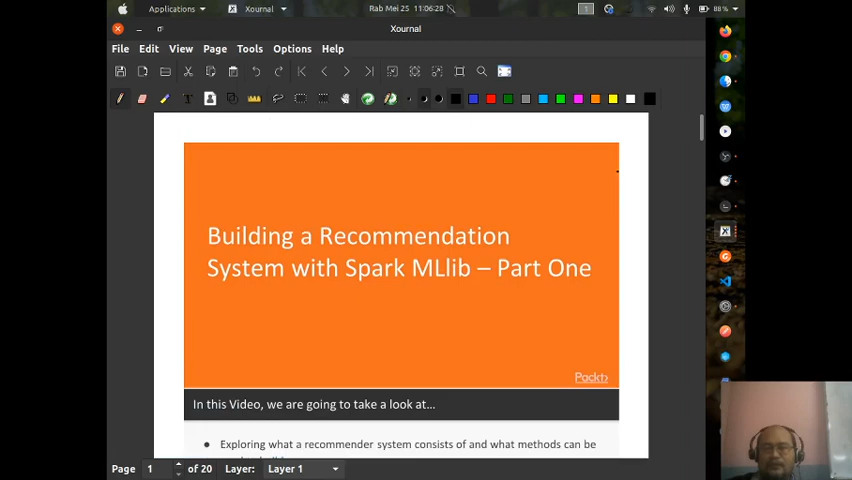 Applications
Xournal
Rab Mei 25 11:06:28
1
88%
Xournal
File Edit View Page Tools Options Help
Building a Recommendation
System with Spark MLlib – Part One
Packt>
In this Video, we are going to take a look at…
● Exploring what a recommender system consists of and what methods can be
Page 1 of 20 Layer: Layer 1